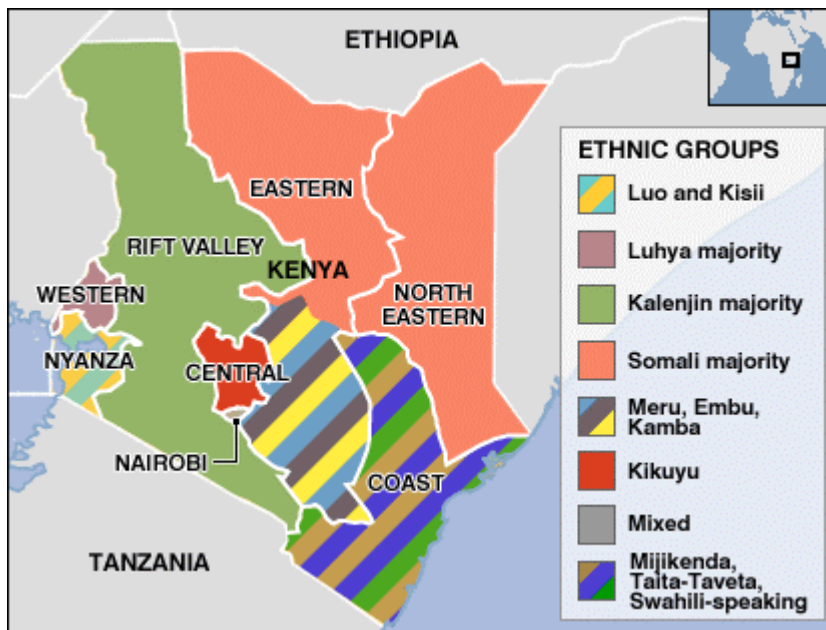 ETHIOPIA
EASTERN
RIFT VALLEY
KENYA
WESTERN
NORTH
EASTERN
NYANZA
CENTRAL
NAIROBI
COAST
TANZANIA
ETHNIC GROUPS
Luo and Kisii
Luhya majority
Kalenjin majority
Somali majority
Meru, Embu,
Kamba
Kikuyu
Mixed
Mijikenda,
Taita-Taveta,
Swahili-speaking